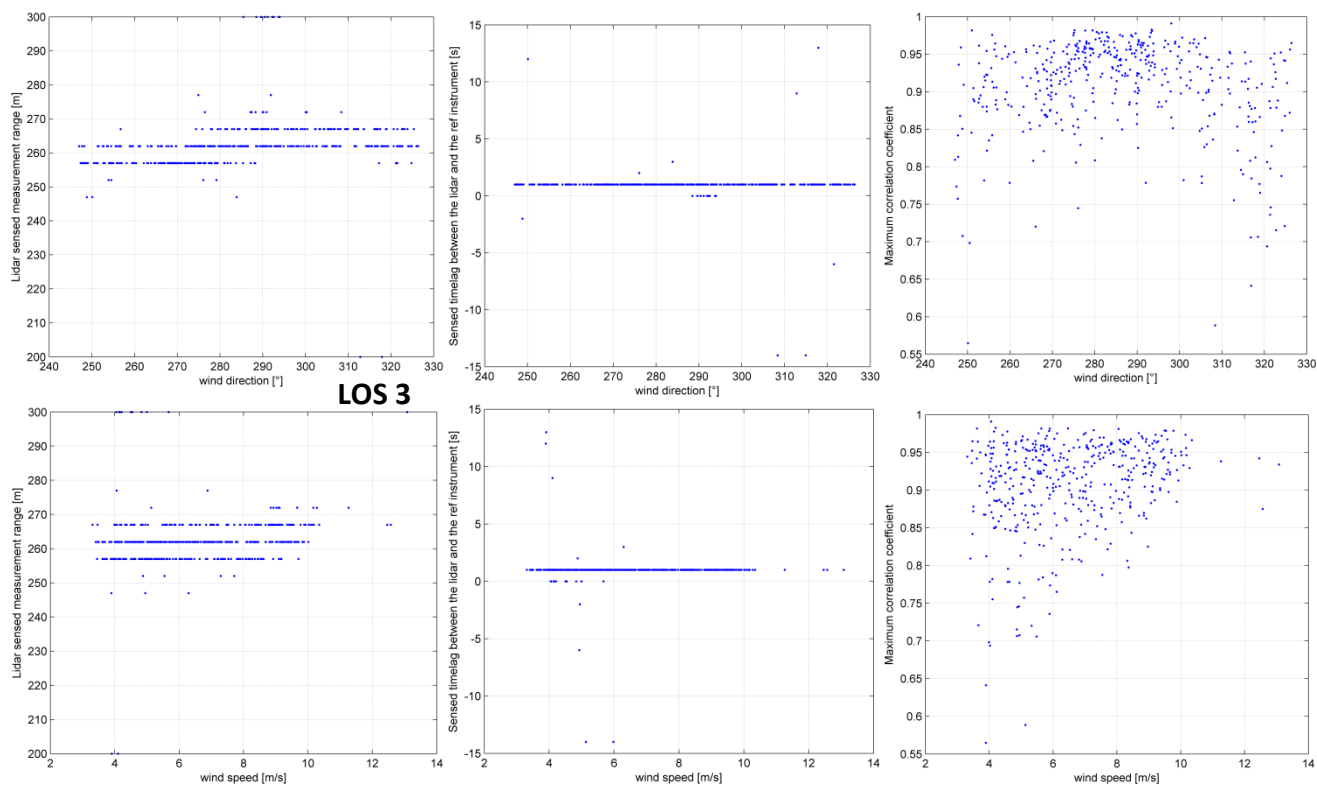 Lidar sensed measurement range [m]
300
290
280
270
260
250
240
230
220
210
200
240 250 260 270 280 290 300 310 320 330
wind direction [°]
Sensed timelag between the lidar and the ref instrument [s]
15
10
5
0
-5
-10
-15
240 250 260 270 280 290 300 310 320 330
wind direction [°]
Maximum correlation coefficient
1
0.95
0.9
0.85
0.8
0.75
0.7
0.65
0.6
0.55
240 250 260 270 280 290 300 310 320 330
wind direction [°]
LOS 3
Lidar sensed measurement range [m]
300
290
280
270
260
250
240
230
220
210
200
2 4 6 8 10 12 14
wind speed [m/s]
Sensed timelag between the lidar and the ref instrument [s]
15
10
5
0
-5
-10
-15
2 4 6 8 10 12 14
wind speed [m/s]
Maximum correlation coefficient
1
0.95
0.9
0.85
0.8
0.75
0.7
0.65
0.6
0.55
2 4 6 8 10 12 14
wind speed [m/s]